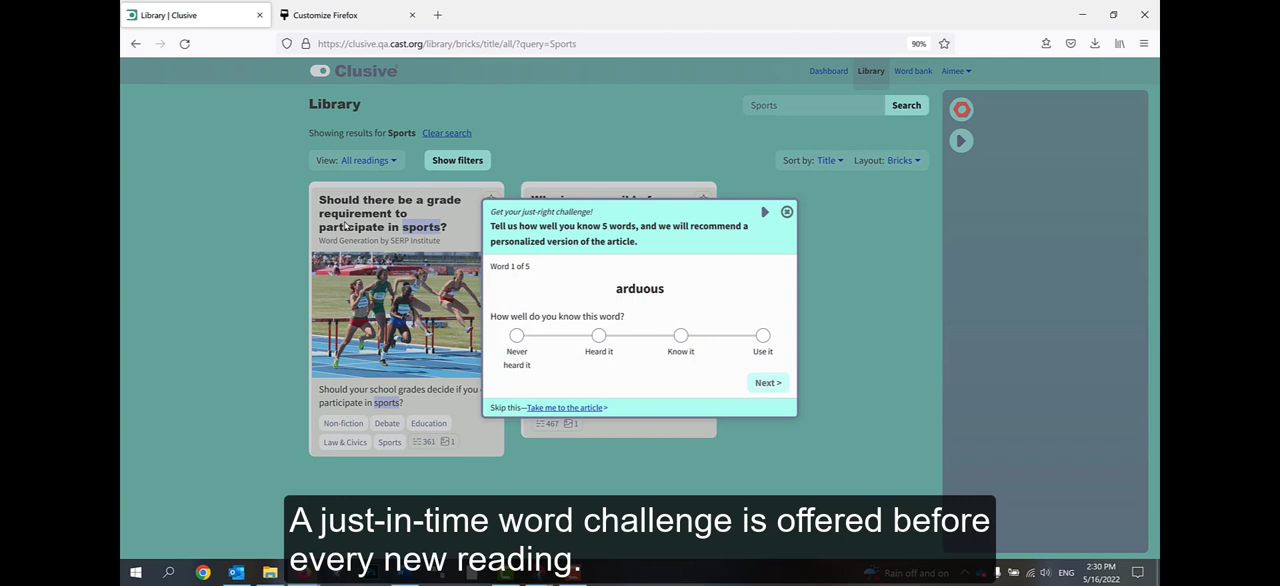 Library | Clusive
Customize Firefox
https://clusive.qa.cast.org/library/bricks/title/all/?query=Sports
90%
Clusive
Dashboard
Library
Word bank
Aimee
Library
Sports
Search
Showing results for Sports Clear search
View: All readings
Show filters
Sort by: Title
Layout: Bricks
Should there be a grade
requirement to
participate in sports?
Word Generation by SERP Institute
Should your school grades decide if you
participate in sports?
Non-fiction Debate Education
Law & Civics Sports 361 1
467 1
Get your just-right challenge!
Tell us how well you know 5 words, and we will recommend a
personalized version of the article.
Word 1 of 5
arduous
How well do you know this word?
Never
heard it
Heard it
Know it
Use it
Next >
Skip this—Take me to the article>
A just-in-time word challenge is offered before
every new reading.
Rain off and on
ENG
2:30 PM
5/16/2022